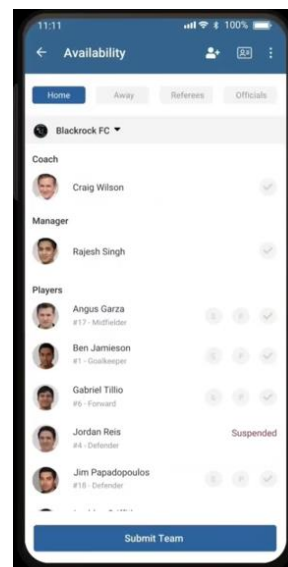 11:11
100%
Availability
Home
Away
Referees
Officials
Blackrock FC
Coach
Craig Wilson
Manager
Rajesh Singh
Players
Angus Garza
#17 - Midfielder
Ben Jamieson
#1 - Goalkeeper
Gabriel Tillio
#6 - Forward
Jordan Reis
#4 - Defender
Suspended
Jim Papadopoulos
#18 - Defender
Submit Team